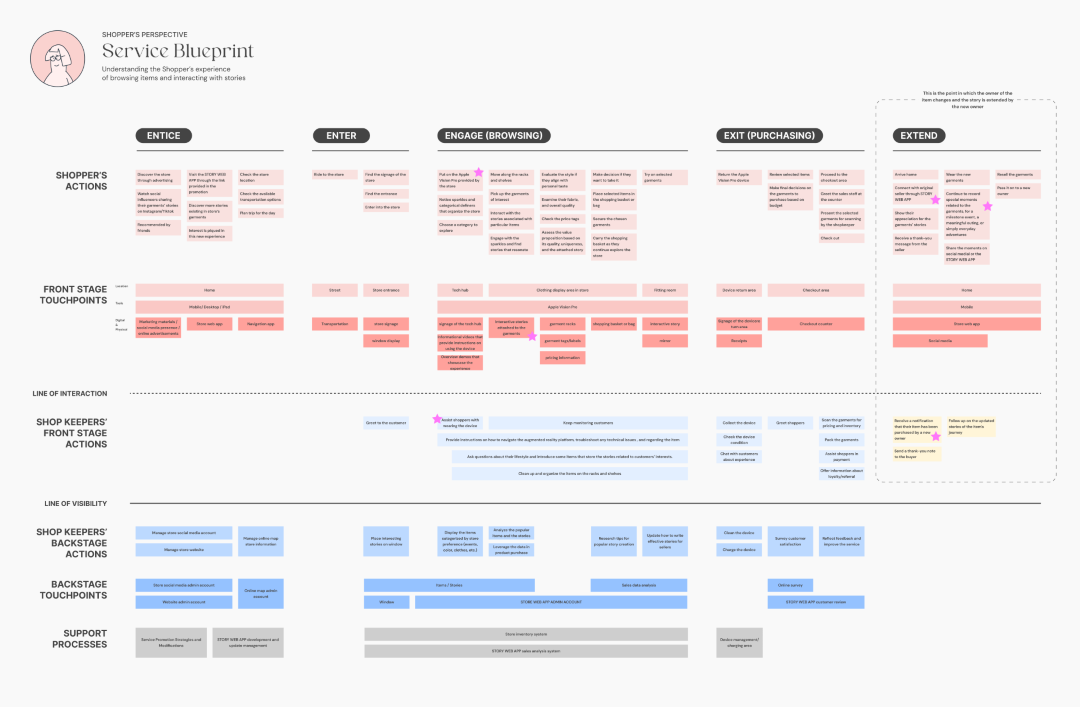 SHOPPER'S PERSPECTIVE
Service Blueprint
Understanding the Shopper's experience
of browsing items and interacting with stories
This is the point in which the owner of the
item changes and the story is extended by
the new owner
ENTICE
ENTER
ENGAGE (BROWSING)
EXIT (PURCHASING)
EXTEND
SHOPPER'S
ACTIONS
Discover the store
through advertising
Watch social
influencers sharing
their garments' stories
on Instagram/Tiktok
Recommended by
friends
Visit the STORY WEB
APP through the link
provided in the
promotion
Discover more stories
existing in store's
garments
Interest is piqued in
this new experience
Check the store
location
Check the available
transportation options
Plan trip for the day
Ride to the store
Find the signage of the
store
Find the entrance
Enter into the store
Put on the Apple
Vision Pro provided by
the store
Notice sparkles and
categorical dividers
that organize the store
Choose a category to
explore
Move along the racks
and shelves
Pick up the garments
of interest
Interact with the
stories associated with
particular items
Engage with the
sparkles and find
stories that resonate
Evaluate the style if
they align with
personal taste
Examine their fabric,
and overall quality
Check the price tags
Assess the value
proposition based on
its quality, uniqueness,
and the attached story
Make decision if they
want to take it
Place selected items in
the shopping basket or
bag
Secure the chosen
garments
Carry the shopping
basket as they
continue explore the
store
Try on selected
garments
Return the Apple
Vision Pro device
Review selected items
Make final decisions on
the garments to
purchase based on
budget
Proceed to the
checkout area
Greet the sales staff at
the counter
Present the selected
garments for scanning
by the shopkeeper
Check out
Arrive home
Connect with original
seller through STORY
WEB APP
Show their
appreciation for the
garments' stories
Receive a thank-you
message from the
seller
Wear the new
garments
Continue to record
special moments
related to the
garments, for a
milestone event, a
meaningful outing, or
simply everyday
adventures
Share the moments on
social media/ or the
STORY WEB APP
Resell the garments
Pass it on to a new
owner
FRONT STAGE
TOUCHPOINTS
Location
Home
Street
Store entrance
Tech hub
Clothing display area in store
Fitting room
Device return area
Checkout area
Home
Tools
Mobile / Desktop / iPad
Apple Vision Pro
Mobile
Digital
&
Physical
Marketing materials /
social media presense /
online advertisements
Store web app
Navigation app
Transportation
store signage
window display
signage of the tech hub
Informational videos that
provide instructions on
using the device
Overview demos that
showcase the
experience
Interactive stories
attached to the
garments
garment racks
garment tags/labels
pricing information
shopping basket or bag
Interactive story
mirror
Signage of the device
return area
Receipts
Checkout counter
Store web app
Social media
LINE OF INTERACTION
SHOP KEEPERS'
FRONT STAGE
ACTIONS
Greet to the customer
Assist shoppers with
wearing the device
Keep monitoring customers
Provide instructions on how to navigate the augmented reality platform, troubleshoot any technical issues , and regarding the item
Ask questions about their lifestyle and introduce some items that store the stories related to customers' interests.
Clean up and organize the items on the racks and shelves
Collect the device
Check the device
condition
Chat with customers
about experience
Greet shoppers
Scan the garments for
pricing and inventory
Pack the garments
Assist shoppers in
payment
Offer information about
loyalty/referral
Receive a notification
that their item has been
purchased by a new
owner
Send a thank-you note
to the buyer
Follow up on the updated
stories of the item's
journey
LINE OF VISIBILITY
SHOP KEEPERS'
BACKSTAGE
ACTIONS
Manage store social media account
Manage store website
Manage online map
store information
Place interesting
stories on window
Display the items
categorized by store
preference (events,
color, clothes, etc.)
Analyze the popular
items and the stories
Leverage the data in
product purchase
Research tips for
popular story creation
Update how to write
effective stories for
sellers
Clean the device
Charge the device
Survey customer
satisfaction
Reflect feedback and
improve the service.
BACKSTAGE
TOUCHPOINTS
Store social media admin account
Website admin account
Online map admin
account
Items / Stories
Sales data analysis
Window
STORE WEB APP ADMIN ACCOUNT
Online survey
STORY WEB APP customer review
SUPPORT
PROCESSES
Service Promotion Strategies and
Modifications
STORY WEB APP development and
update management
Store inventory system
STORY WEB APP sales analysis system
Device management/
charging area